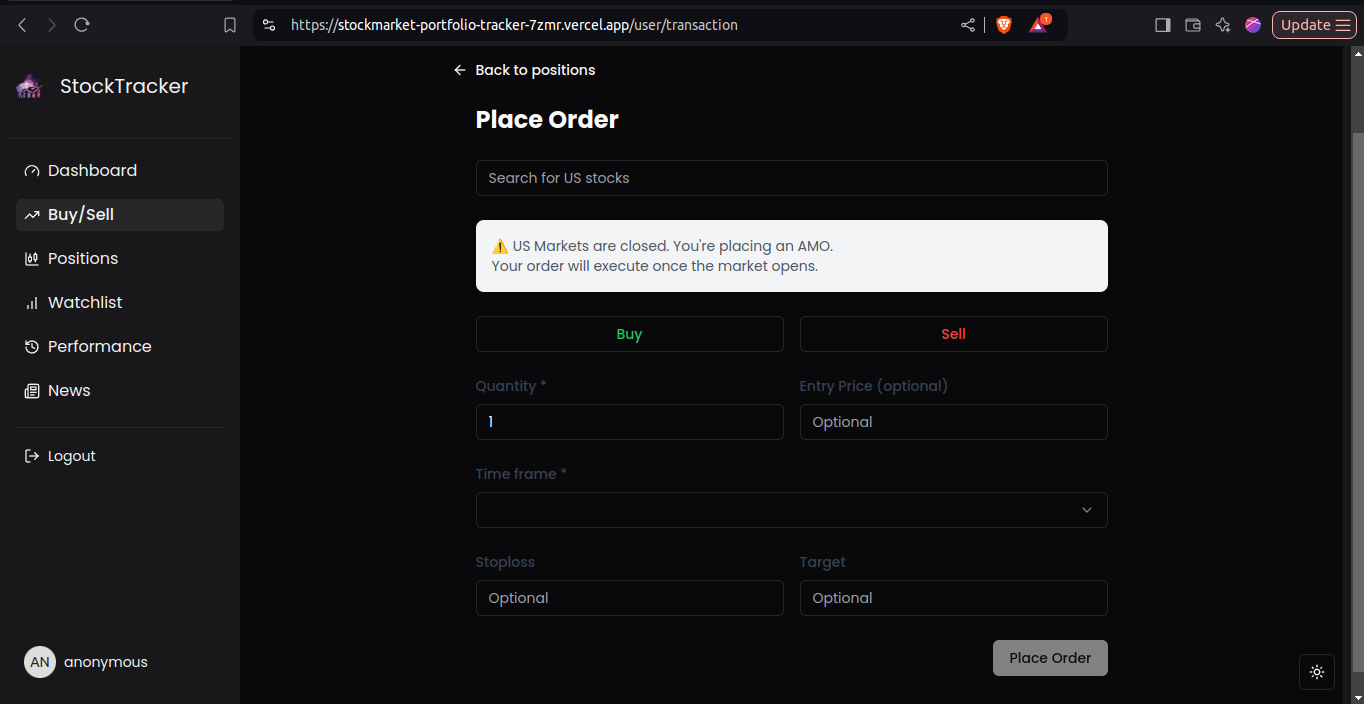 https://stockmarket-portfolio-tracker-7zmr.vercel.app/user/transaction
1
Update
StockTracker
Dashboard
Buy/Sell
Positions
Watchlist
Performance
News
Logout
AN anonymous
Back to positions
Place Order
Search for US stocks
⚠️ US Markets are closed. You're placing an AMO.
Your order will execute once the market opens.
Buy Sell
Quantity * Entry Price (optional)
1 Optional
Time frame *
Stoploss Target
Optional Optional
Place Order